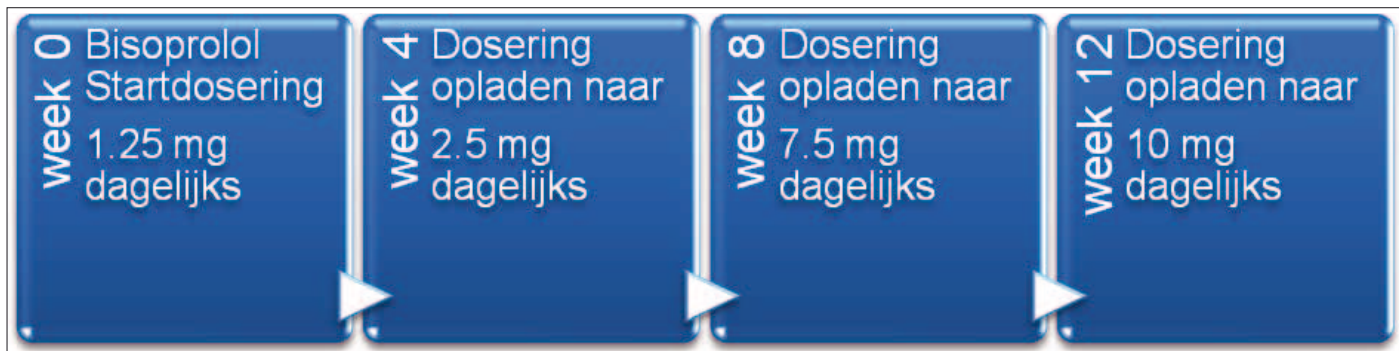 week 0
Bisoprolol
Startdosering
1.25 mg
dagelijks
week 4
Dosering
opladen naar
2.5 mg
dagelijks
week 8
Dosering
opladen naar
7.5 mg
dagelijks
week 12
Dosering
opladen naar
10 mg
dagelijks